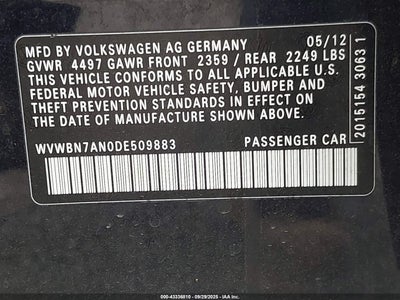 MFD BY VOLKSWAGEN AG GERMANY 05/12
GVWR 4497 GAWR FRONT 2359 / REAR 2249 LBS
THIS VEHICLE CONFORMS TO ALL APPLICABLE U.S.
FEDERAL MOTOR VEHICLE SAFETY, BUMPER AND
THEFT PREVENTION STANDARDS IN EFFECT ON
THE DATE OF MANUFACTURE SHOWN ABOVE.
WVWBN7AN0DE509883 PASSENGER CAR
2015154 3063 1
000-43336810 - 09/29/2025 - IAA Inc.